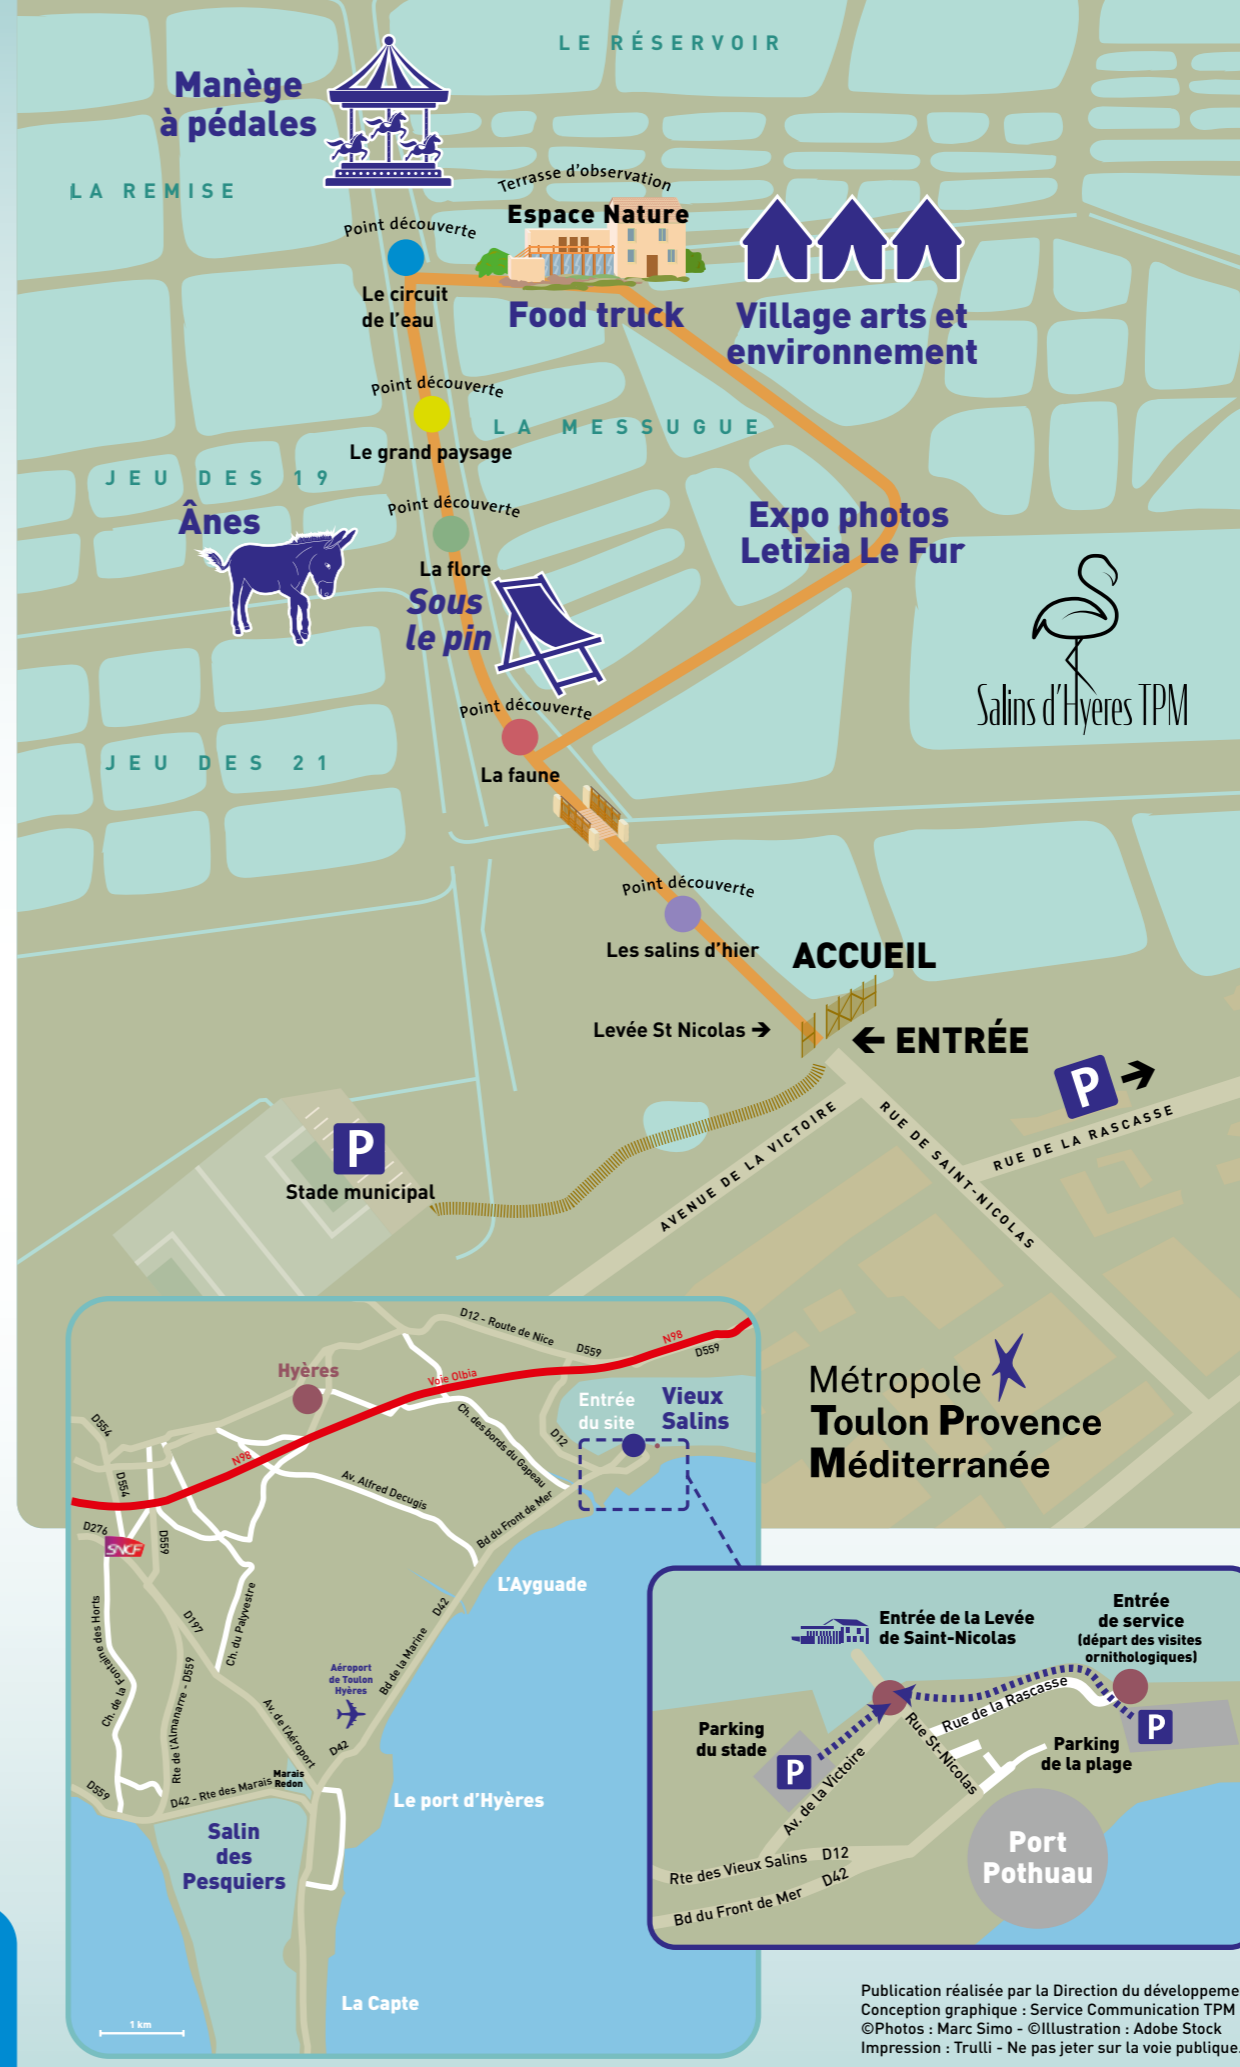 LE RÉSERVOIR
Manège
à pédales
LA REMISE
Terrasse d'observation
Espace Nature
Point découverte
Le circuit
de l'eau
Food truck
Village arts et
environnement
Point découverte
LA MESSUGUE
Le grand paysage
JEU DES 19
Ânes
Point découverte
La flore
Expo photos
Letizia Le Fur
Sous
le pin
Salins d'Hyères TPM
Point découverte
JEU DES 21
La faune
Point découverte
Les salins d'hier
ACCUEIL
Levée St Nicolas →
← ENTRÉE
P →
RUE DE LA RASCASSE
AVENUE DE LA VICTOIRE
RUE DE SAINT-NICOLAS
P
Stade municipal
Métropole
Toulon Provence
Méditerranée
D12 - Route de Nice
D559
N98
D559
Hyères
Voie Olbia
Entrée
du site
Vieux
Salins
D554
Ch. des bords du Gapeau
D12
N98
D554
Av. Alfred Decugis
Bd du Front de Mer
D276
SNCF
D559
L'Ayguade
Ch. de la Fontaine des Horts
D197
Ch. du Palyvestre
D42
Bd de la Marine
Rte de l'Almanarre - D559
Aéroport
de Toulon
Hyères
Av. de l'Aéroport
D42
D559
D42 - Rte des Marais
Marais
Redon
Le port d'Hyères
Salin
des
Pesquiers
La Capte
1 km
Entrée de la Levée
de Saint-Nicolas
Entrée
de service
(départ des visites
ornithologiques)
Rue de la Rascasse
Parking
du stade
P
Rue St-Nicolas
P
Parking
de la plage
Av. de la Victoire
Port
Pothuau
Rte des Vieux Salins D12
Bd du Front de Mer D42
Publication réalisée par la Direction du développeme
Conception graphique : Service Communication TPM
©Photos : Marc Simo - ©Illustration : Adobe Stock
Impression : Trulli - Ne pas jeter sur la voie publique.